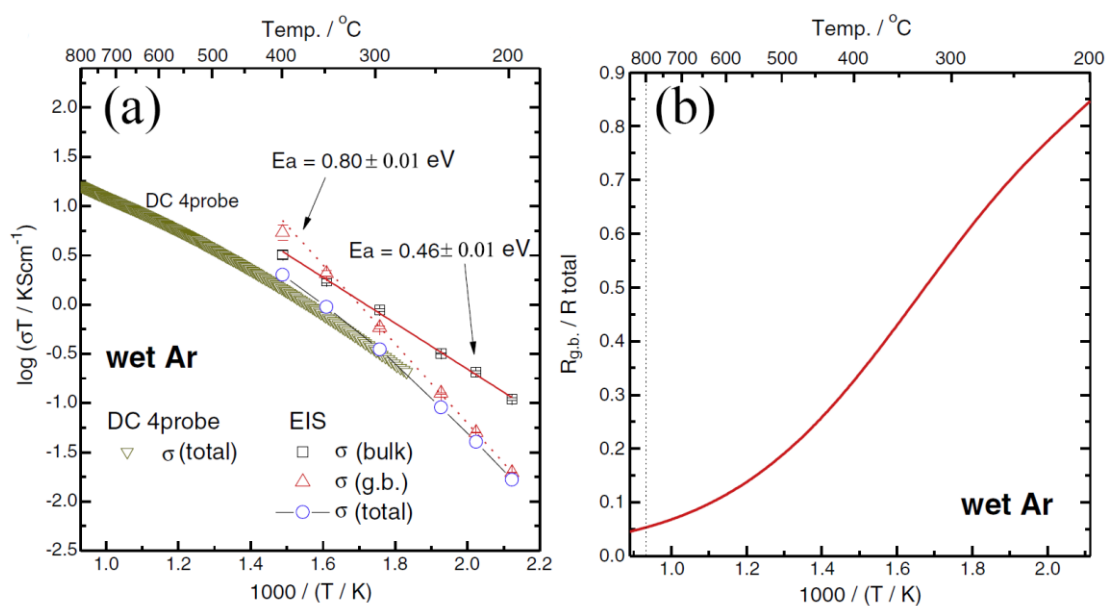 Temp. / °C
800 700 600 500 400 300 200
(a)
2.0
1.5
1.0
0.5
0.0
-0.5
-1.0
-1.5
-2.0
-2.5
log (σT / KScm⁻¹)
Ea = 0.80 ± 0.01 eV
DC 4probe
Ea = 0.46 ± 0.01 eV
wet Ar
DC 4probe
σ (total)
EIS
σ (bulk)
σ (g.b.)
σ (total)
1.0 1.2 1.4 1.6 1.8 2.0 2.2
1000 / (T / K)
Temp. / °C
800 700 600 500 400 300 200
(b)
0.9
0.8
0.7
0.6
0.5
0.4
0.3
0.2
0.1
0.0
R g.b. / R total
wet Ar
1.0 1.2 1.4 1.6 1.8 2.0
1000 / (T / K)